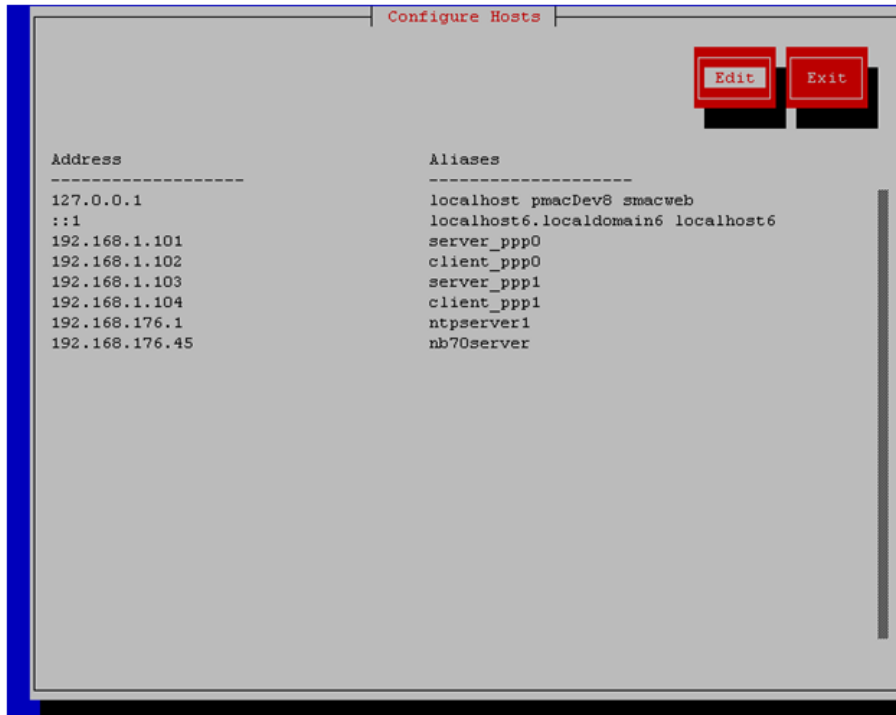 Configure Hosts
Edit Exit
Address Aliases
------------------- --------------------
127.0.0.1 localhost pmacDev8 smacweb
::1 localhost6.localdomain6 localhost6
192.168.1.101 server_ppp0
192.168.1.102 client_ppp0
192.168.1.103 server_ppp1
192.168.1.104 client_ppp1
192.168.176.1 ntpserver1
192.168.176.45 nb70server